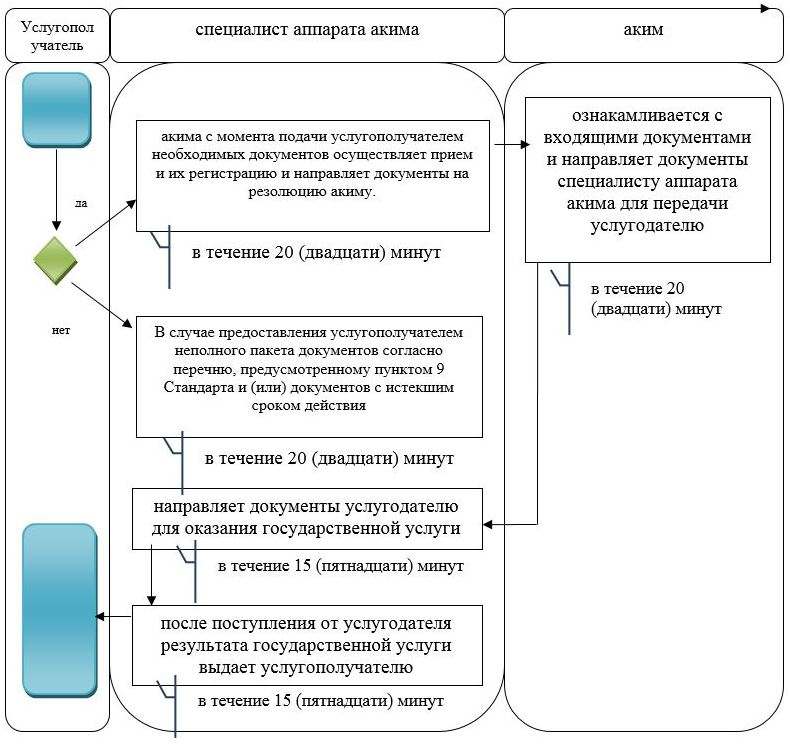 Услугопол
учатель
специалист аппарата акима
аким
акима с момента подачи услугополучателем
необходимых документов осуществляет прием
и их регистрацию и направляет документы на
резолюцию акиму.
да
в течение 20 (двадцати) минут
ознакамливается с
входящими документами
и направляет документы
специалисту аппарата
акима для передачи
услугодателю
в течение 20
(двадцати) минут
нет
В случае предоставления услугополучателем
неполного пакета документов согласно
перечню, предусмотренному пунктом 9
Стандарта и (или) документов с истекшим
сроком действия
в течение 20 (двадцати) минут
направляет документы услугодателю
для оказания государственной услуги
в течение 15 (пятнадцати) минут
после поступления от услугодателя
результата государственной услуги
выдает услугополучателю
в течение 15 (пятнадцати) минут